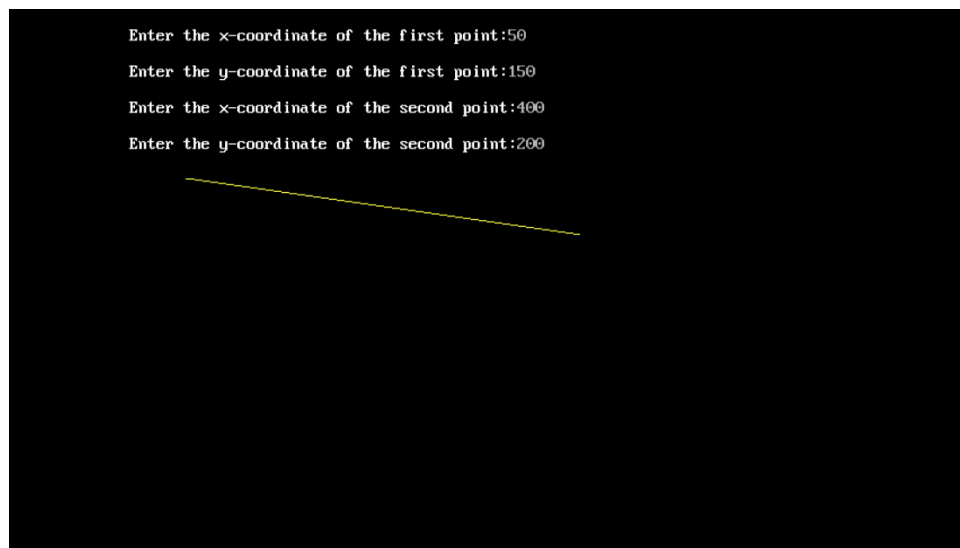 Enter the x-coordinate of the first point:50
Enter the y-coordinate of the first point:150
Enter the x-coordinate of the second point:400
Enter the y-coordinate of the second point:200